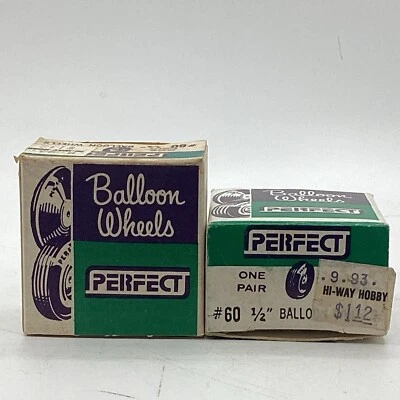 Balloon
Wheels
PERFECT
Balloon
Wheels
PERFECT
ONE
PAIR
#60 ½" BALLO
.9.93.
HI-WAY HOBBY
$1.12